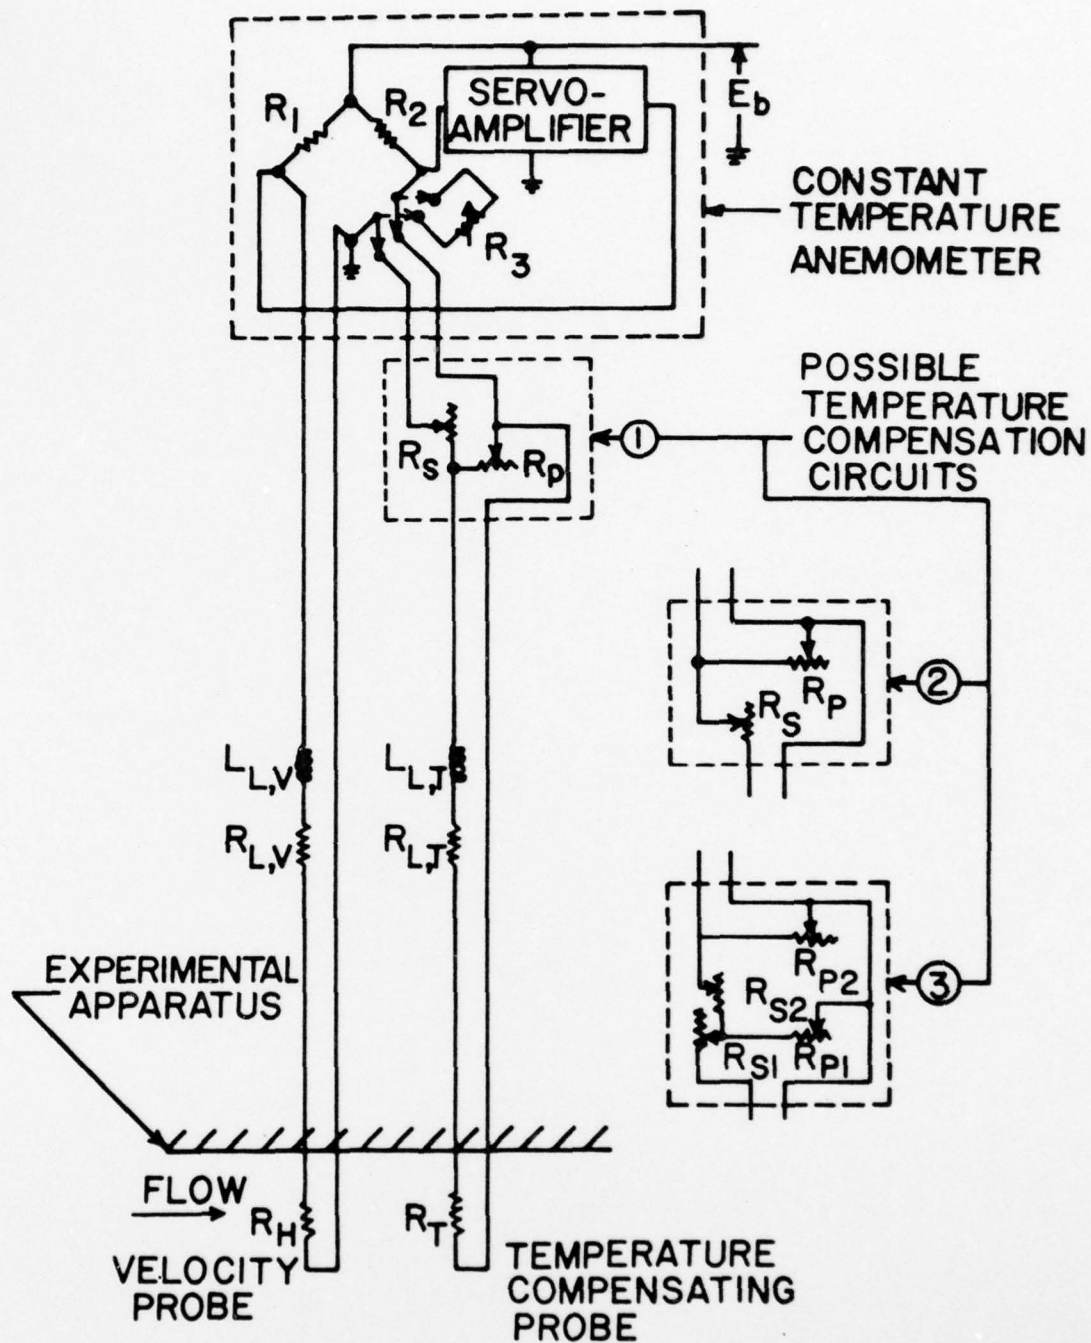 R1
R2
SERVO-
AMPLIFIER
Eb
R3
CONSTANT
TEMPERATURE
ANEMOMETER
POSSIBLE
TEMPERATURE
COMPENSATION
CIRCUITS
1
RS
Rp
2
RP
RS
LL,V
LL,T
RL,V
RL,T
3
RP2
RS2
RS1
RP1
EXPERIMENTAL
APPARATUS
FLOW
RH
RT
VELOCITY
PROBE
TEMPERATURE
COMPENSATING
PROBE